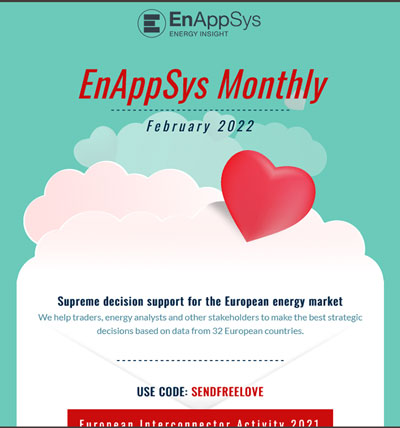 EnAppSys
ENERGY INSIGHT
EnAppSys Monthly
February 2022
Supreme decision support for the European energy market
We help traders, energy analysts and other stakeholders to make the best strategic
decisions based on data from 32 European countries.
USE CODE: SENDFREELOVE
European Interconnector Activity 2021